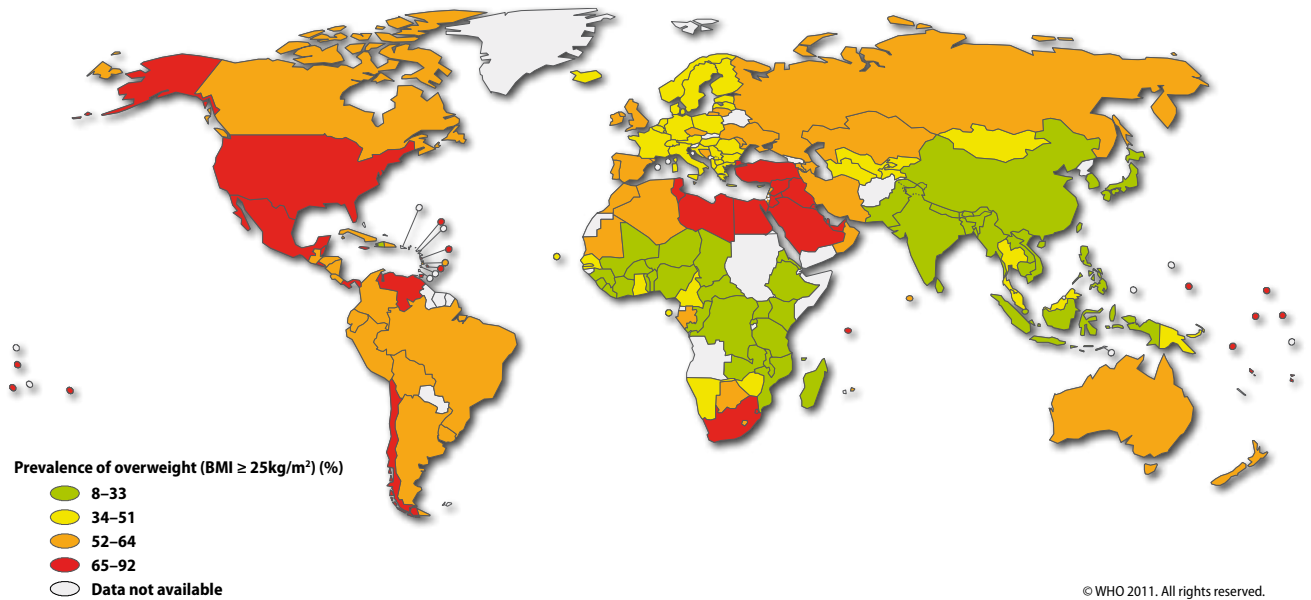 Prevalence of overweight (BMI ≥ 25kg/m²) (%)
8–33
34–51
52–64
65–92
Data not available
© WHO 2011. All rights reserved.